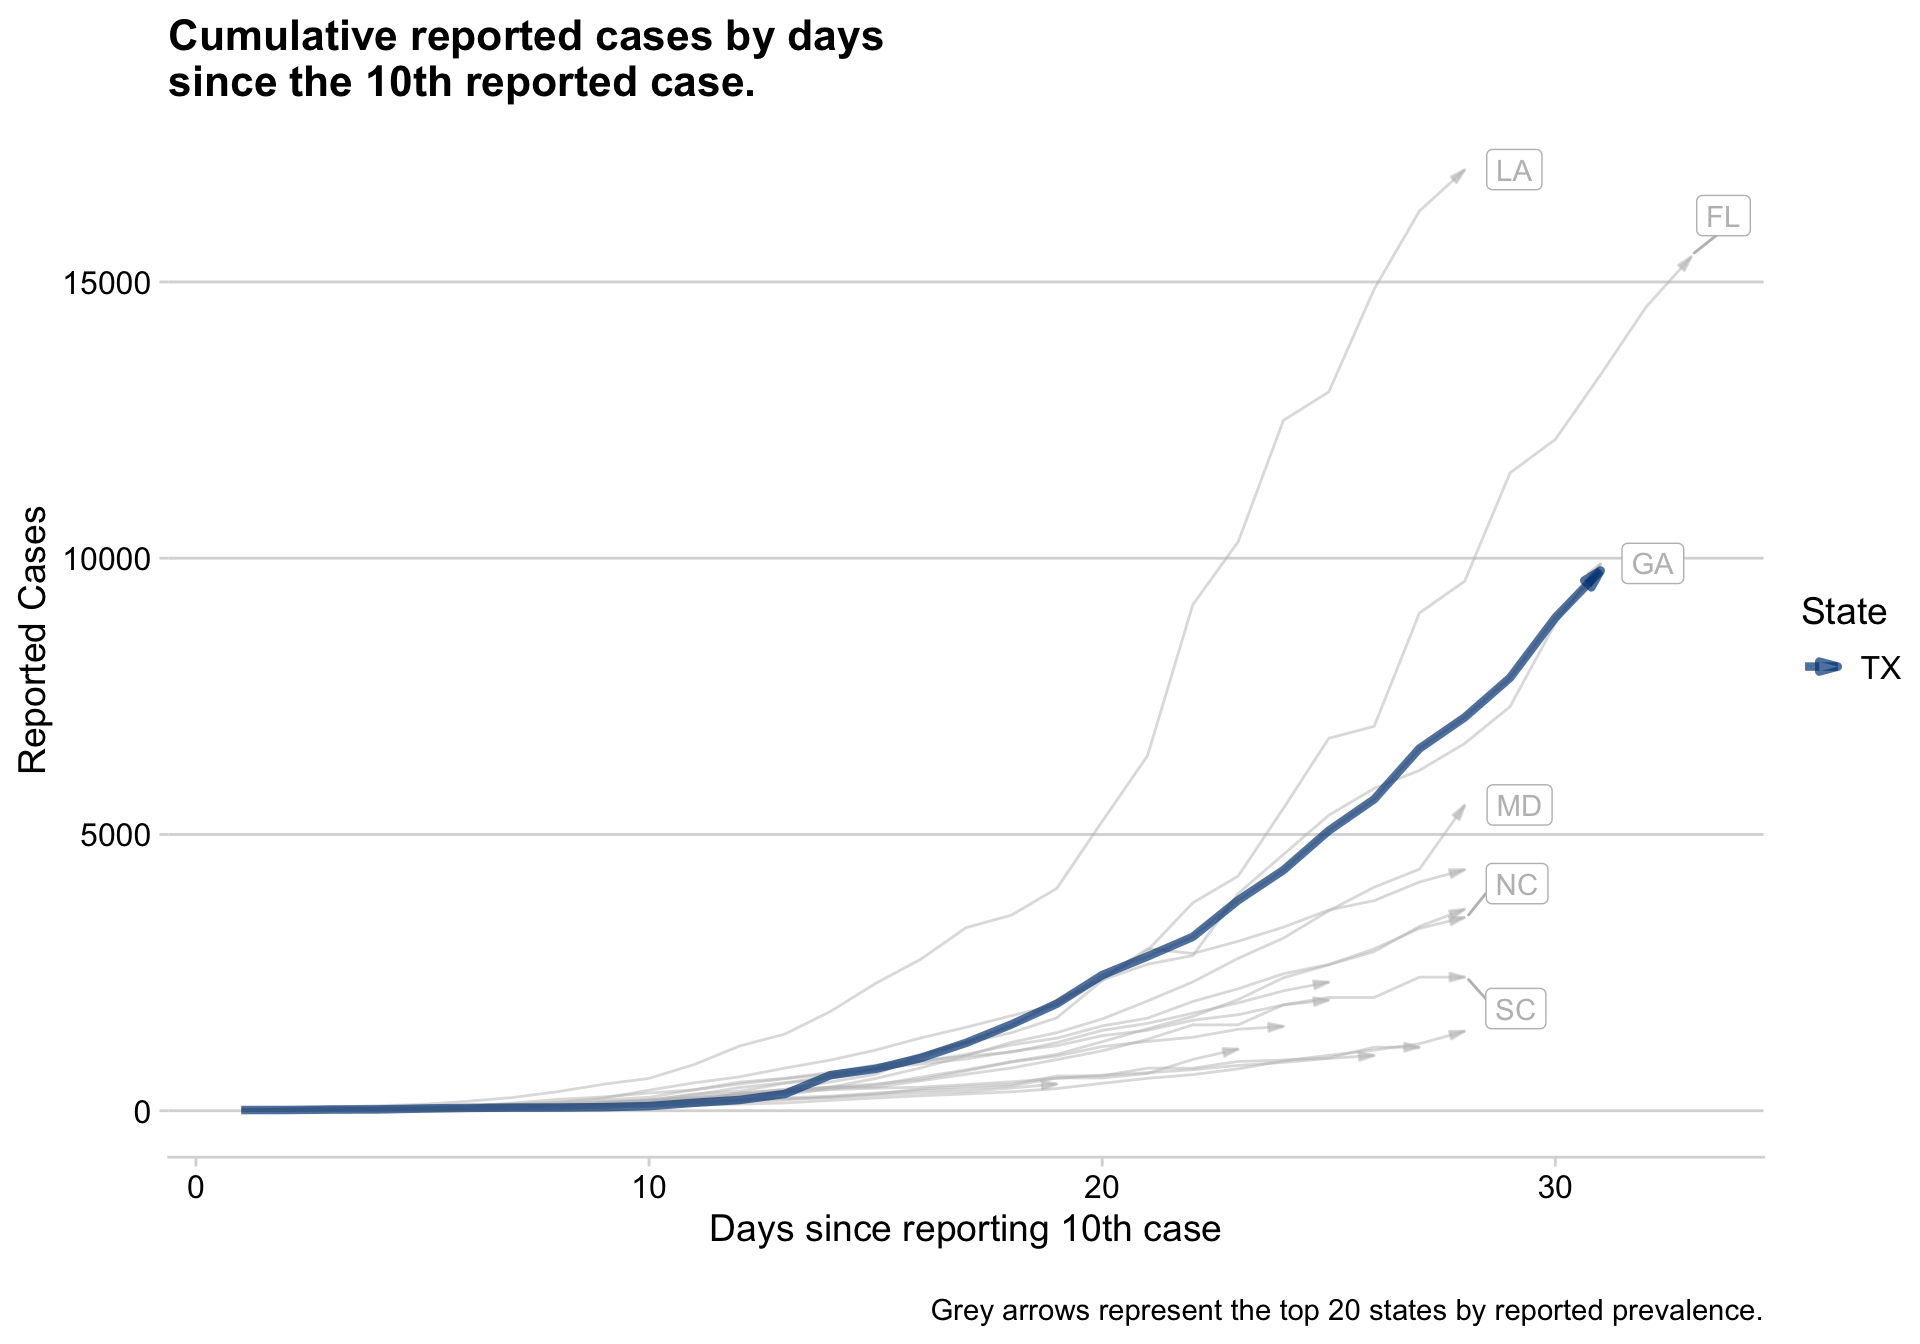 Cumulative reported cases by days
since the 10th reported case.
LA
FL
15000
10000
GA
State
TX
Reported Cases
MD
5000
NC
SC
0
0 10 20 30
Days since reporting 10th case
Grey arrows represent the top 20 states by reported prevalence.